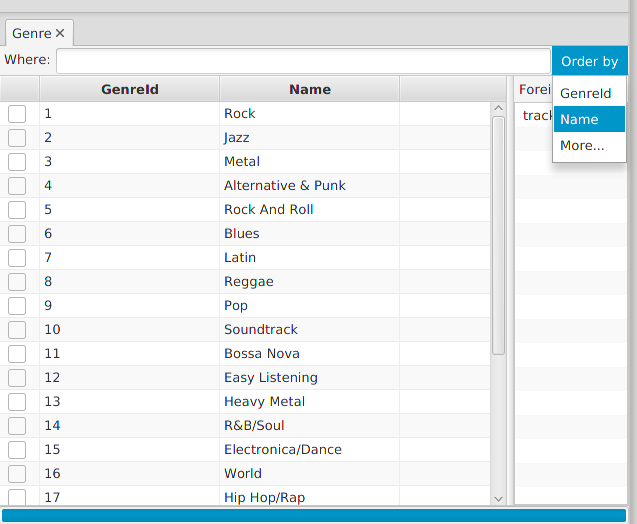 Genre ✕
Where: Order by
GenreId Name Forei GenreId
1 Rock track Name
2 Jazz More...
3 Metal
4 Alternative & Punk
5 Rock And Roll
6 Blues
7 Latin
8 Reggae
9 Pop
10 Soundtrack
11 Bossa Nova
12 Easy Listening
13 Heavy Metal
14 R&B/Soul
15 Electronica/Dance
16 World
17 Hip Hop/Rap